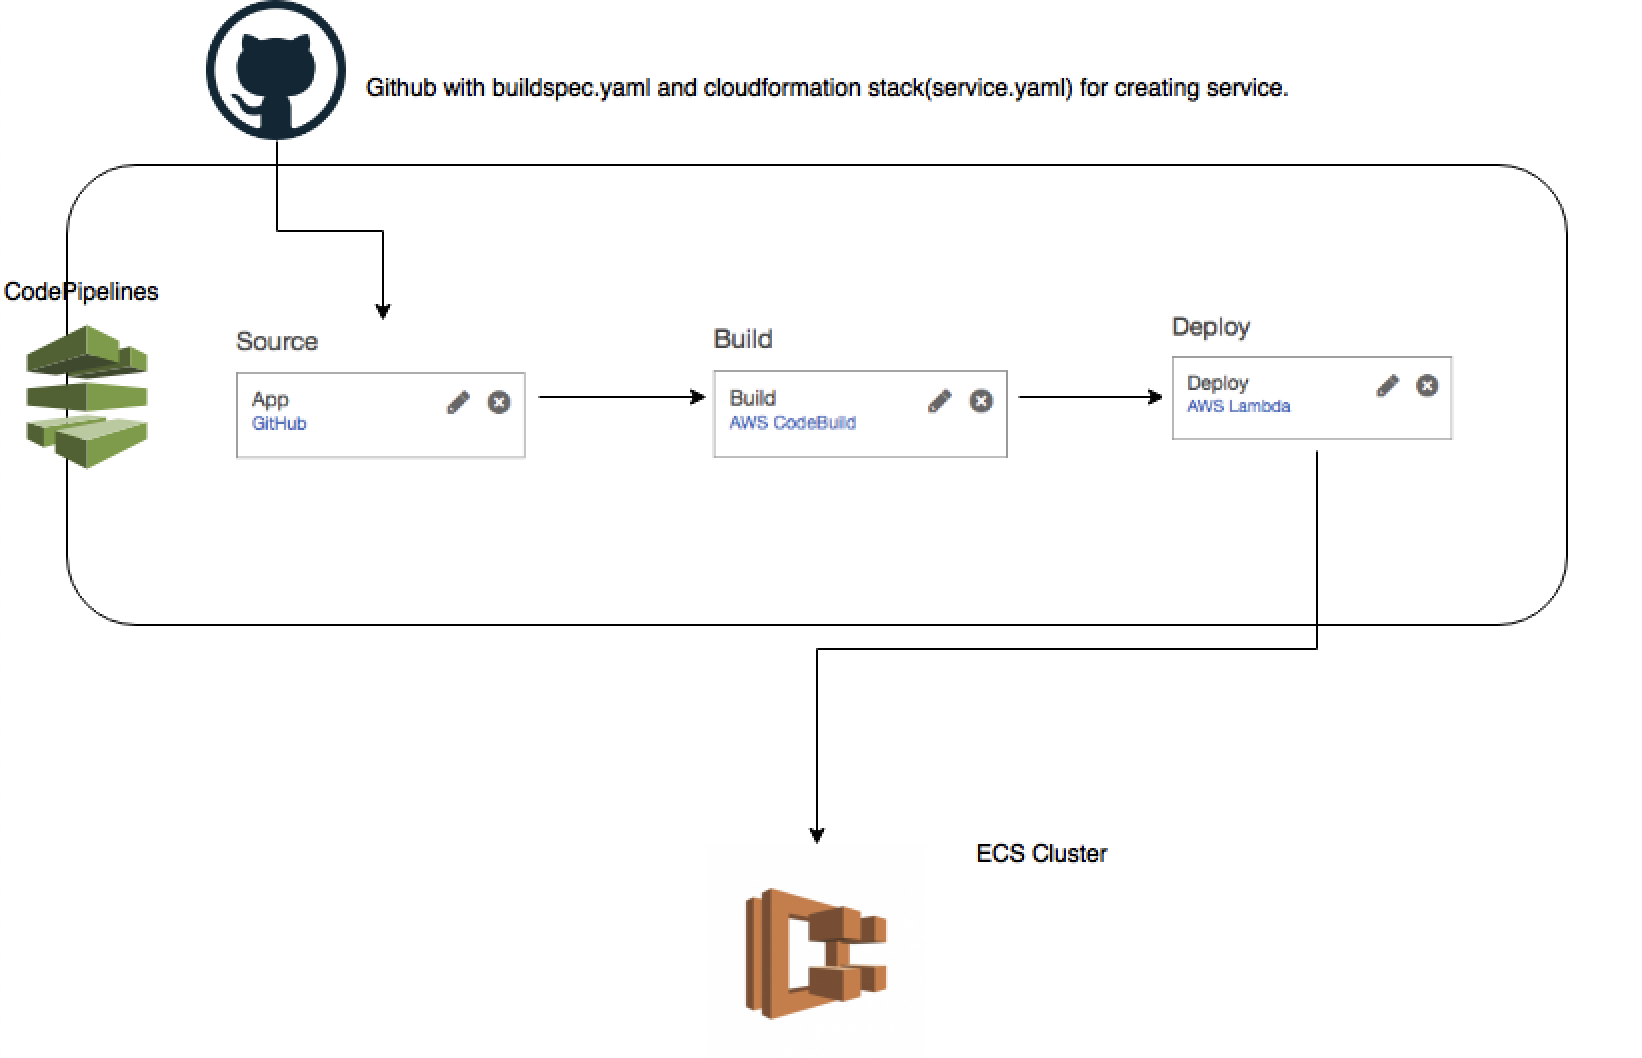 Github with buildspec.yaml and cloudformation stack(service.yaml) for creating service.
CodePipelines
Source
App
GitHub
Build
Build
AWS CodeBuild
Deploy
Deploy
AWS Lambda
ECS Cluster